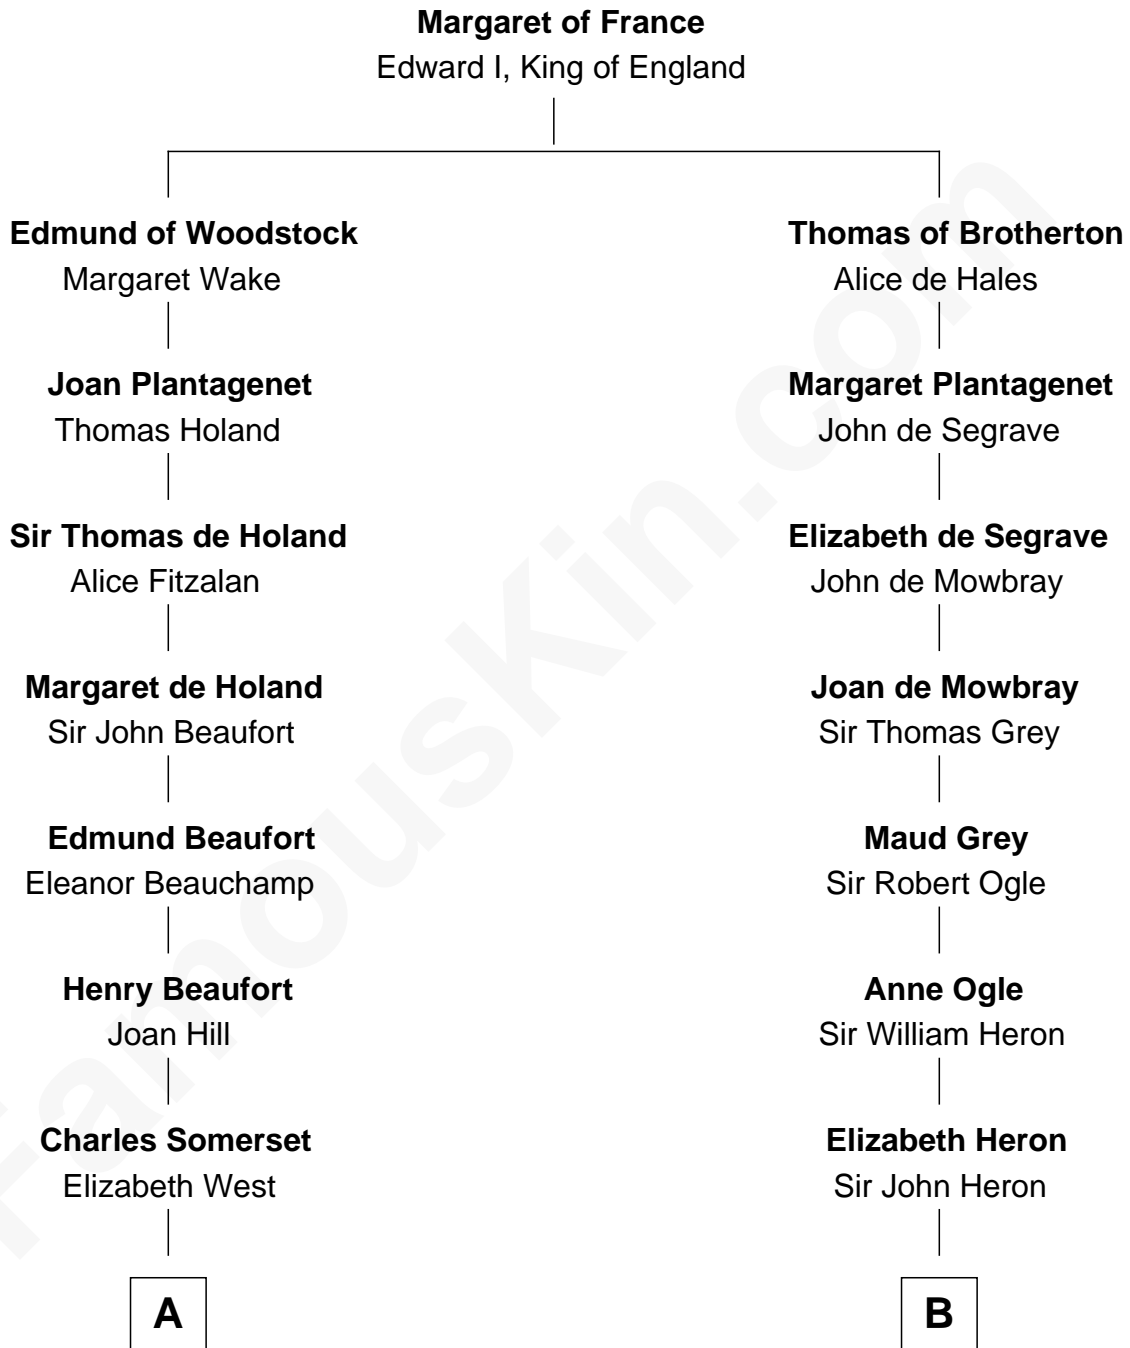 Margaret of France
Edward I, King of England
Edmund of Woodstock
Margaret Wake
Thomas of Brotherton
Alice de Hales
Joan Plantagenet
Thomas Holand
Margaret Plantagenet
John de Segrave
Sir Thomas de Holand
Alice Fitzalan
Elizabeth de Segrave
John de Mowbray
Margaret de Holand
Sir John Beaufort
Joan de Mowbray
Sir Thomas Grey
Edmund Beaufort
Eleanor Beauchamp
Maud Grey
Sir Robert Ogle
Henry Beaufort
Joan Hill
Anne Ogle
Sir William Heron
Charles Somerset
Elizabeth West
Elizabeth Heron
Sir John Heron
A
B
FamousKin.com